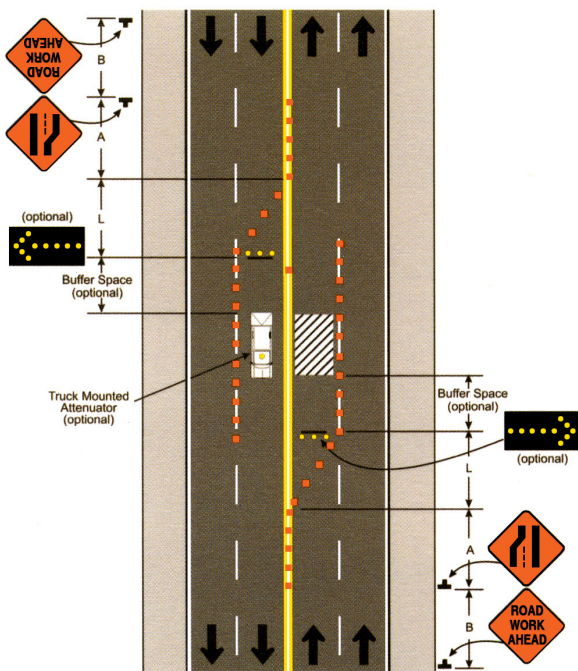 B
ROAD
WORK
AHEAD
A
L
(optional)
Buffer Space
(optional)
Truck Mounted
Attenuator
(optional)
Buffer Space
(optional)
(optional)
L
A
B
ROAD
WORK
AHEAD